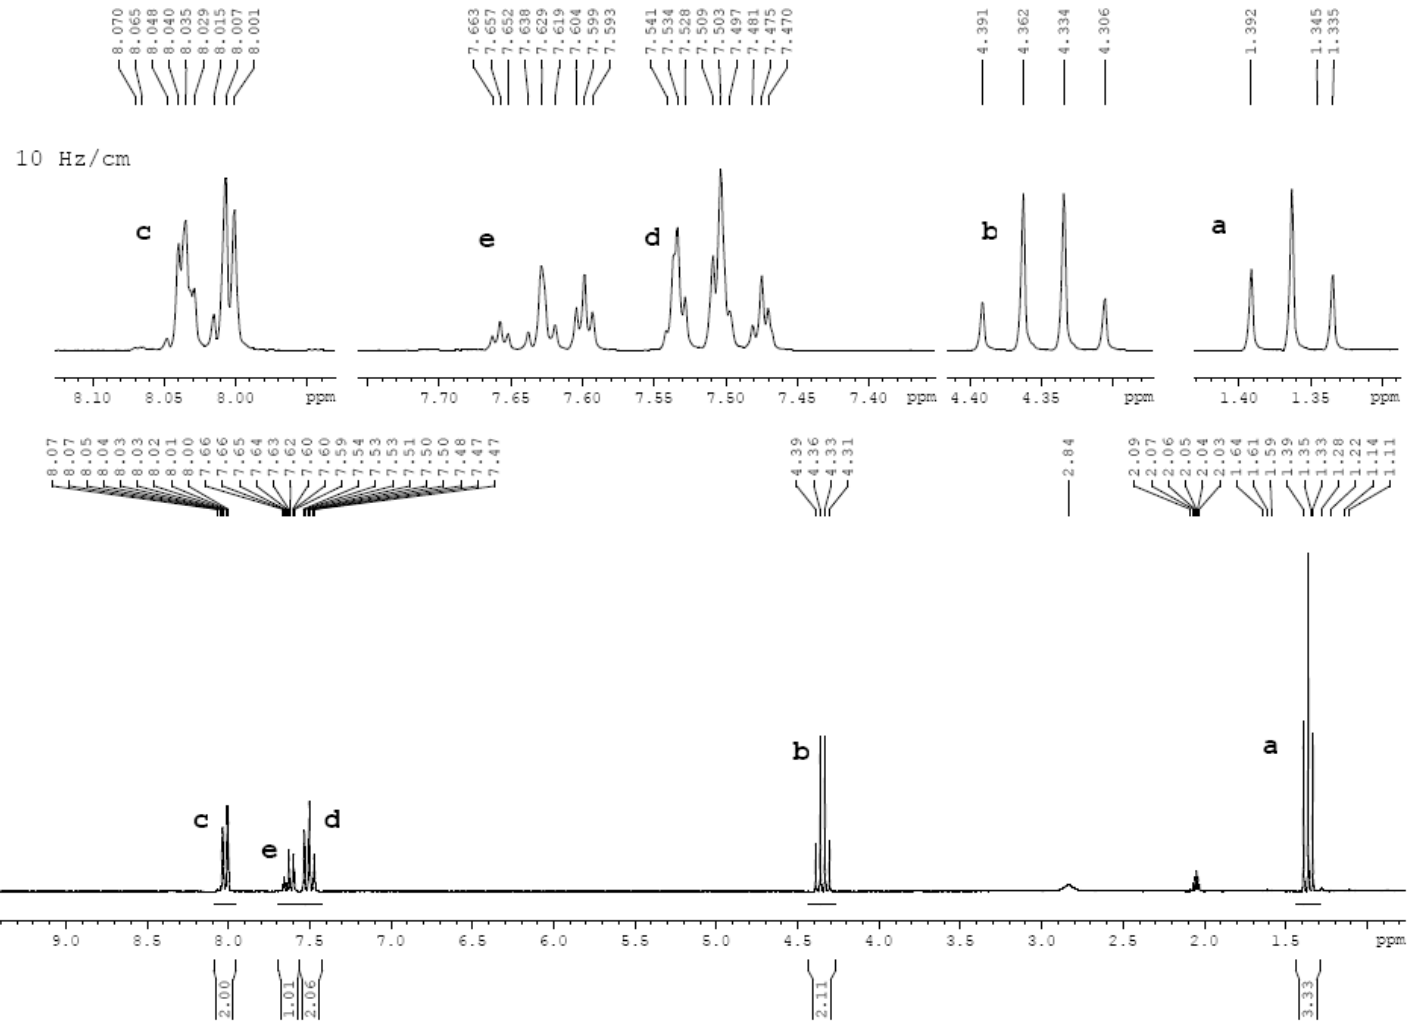 8.070 8.065 8.048 8.040 8.035 8.029 8.015 8.007 8.001 7.663 7.657 7.652 7.638 7.629 7.619 7.604 7.599 7.593 7.541 7.534 7.528 7.509 7.503 7.497 7.481 7.475 7.470 4.391 4.362 4.334 4.306 1.392 1.345 1.335
10 Hz/cm
c e d b a
8.10 8.05 8.00 ppm 7.70 7.65 7.60 7.55 7.50 7.45 7.40 ppm 4.40 4.35 ppm 1.40 1.35 ppm
8.07 8.07 8.05 8.04 8.03 8.03 8.02 8.01 8.00 7.66 7.66 7.65 7.64 7.63 7.62 7.60 7.60 7.59 7.54 7.53 7.53 7.51 7.50 7.50 7.48 7.47 7.47 4.39 4.36 4.33 4.31 2.84 2.09 2.07 2.06 2.05 2.04 2.03 1.64 1.61 1.59 1.39 1.35 1.33 1.28 1.22 1.14 1.11
b a
c e d
9.0 8.5 8.0 7.5 7.0 6.5 6.0 5.5 5.0 4.5 4.0 3.5 3.0 2.5 2.0 1.5 ppm
2.00 1.01 2.06 2.11 3.33